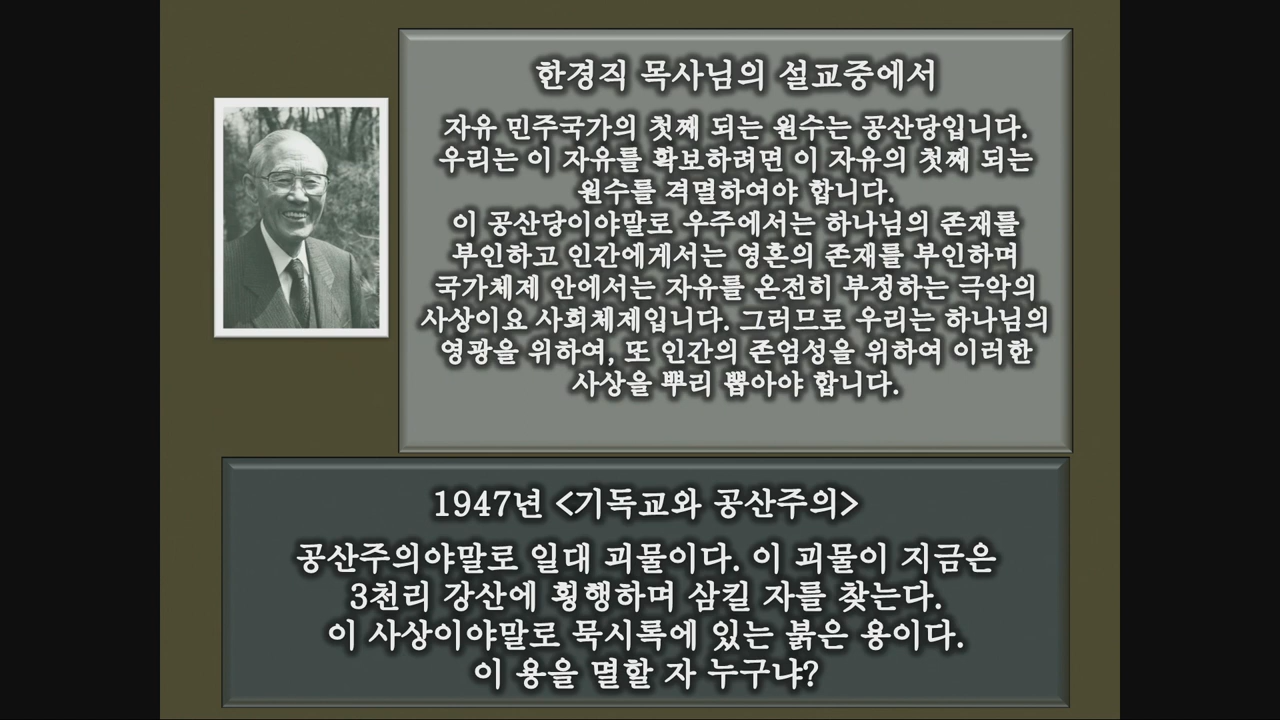 한경직 목사님의 설교중에서
자유 민주국가의 첫째 되는 원수는 공산당입니다.
우리는 이 자유를 확보하려면 이 자유의 첫째 되는
원수를 격멸하여야 합니다.
이 공산당이야말로 우주에서는 하나님의 존재를
부인하고 인간에게서는 영혼의 존재를 부인하며
국가체제 안에서는 자유를 온전히 부정하는 극악의
사상이요 사회체제입니다. 그러므로 우리는 하나님의
영광을 위하여, 또 인간의 존엄성을 위하여 이러한
사상을 뿌리 뽑아야 합니다.
1947년 <기독교와 공산주의>
공산주의야말로 일대 괴물이다. 이 괴물이 지금은
3천리 강산에 횡행하며 삼킬 자를 찾는다.
이 사상이야말로 묵시록에 있는 붉은 용이다.
이 용을 멸할 자 누구냐?